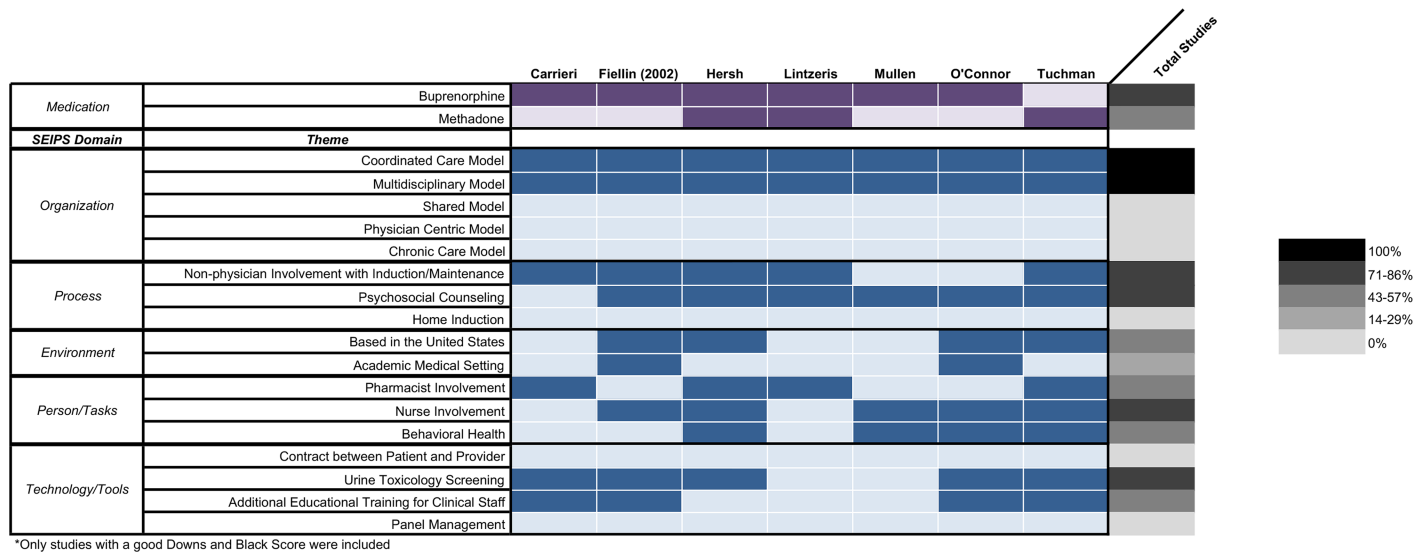 Total Studies
Carrieri Fiellin (2002) Hersh Lintzeris Mullen O'Connor Tuchman
Medication
Buprenorphine
Methadone
SEIPS Domain Theme
Organization
Coordinated Care Model
Multidisciplinary Model
Shared Model
Physician Centric Model
Chronic Care Model
Process
Non-physician Involvement with Induction/Maintenance
Psychosocial Counseling
Home Induction
Environment
Based in the United States
Academic Medical Setting
Person/Tasks
Pharmacist Involvement
Nurse Involvement
Behavioral Health
Technology/Tools
Contract between Patient and Provider
Urine Toxicology Screening
Additional Educational Training for Clinical Staff
Panel Management
*Only studies with a good Downs and Black Score were included
100%
71-86%
43-57%
14-29%
0%